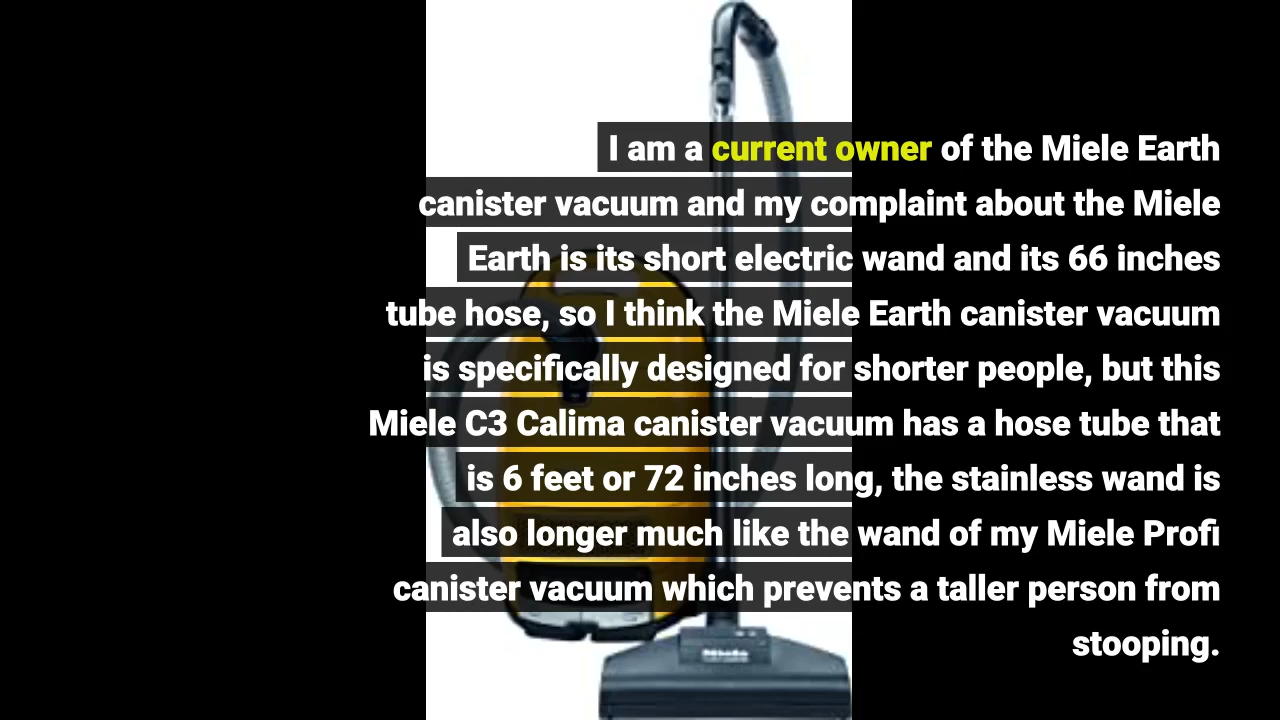 I am a current owner of the Miele Earth
canister vacuum and my complaint about the Miele
Earth is its short electric wand and its 66 inches
tube hose, so I think the Miele Earth canister vacuum
is specifically designed for shorter people, but this
Miele C3 Calima canister vacuum has a hose tube that
is 6 feet or 72 inches long, the stainless wand is
also longer much like the wand of my Miele Profi
canister vacuum which prevents a taller person from
stooping.
Miele